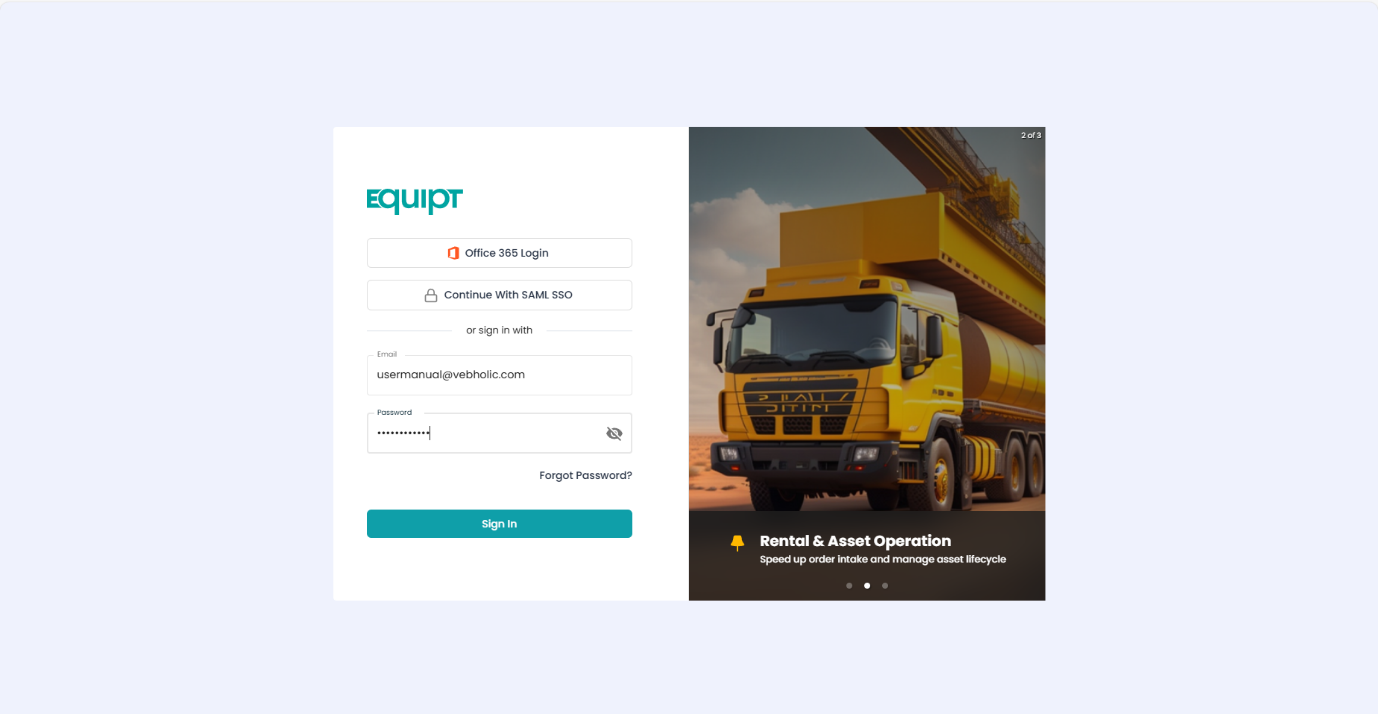 EQUIPT
Office 365 Login
Continue With SAML SSO
or sign in with
Email
usermanual@vebholic.com
Password
••••••••••••
Forgot Password?
Sign In
2 of 3
Rental & Asset Operation
Speed up order intake and manage asset lifecycle